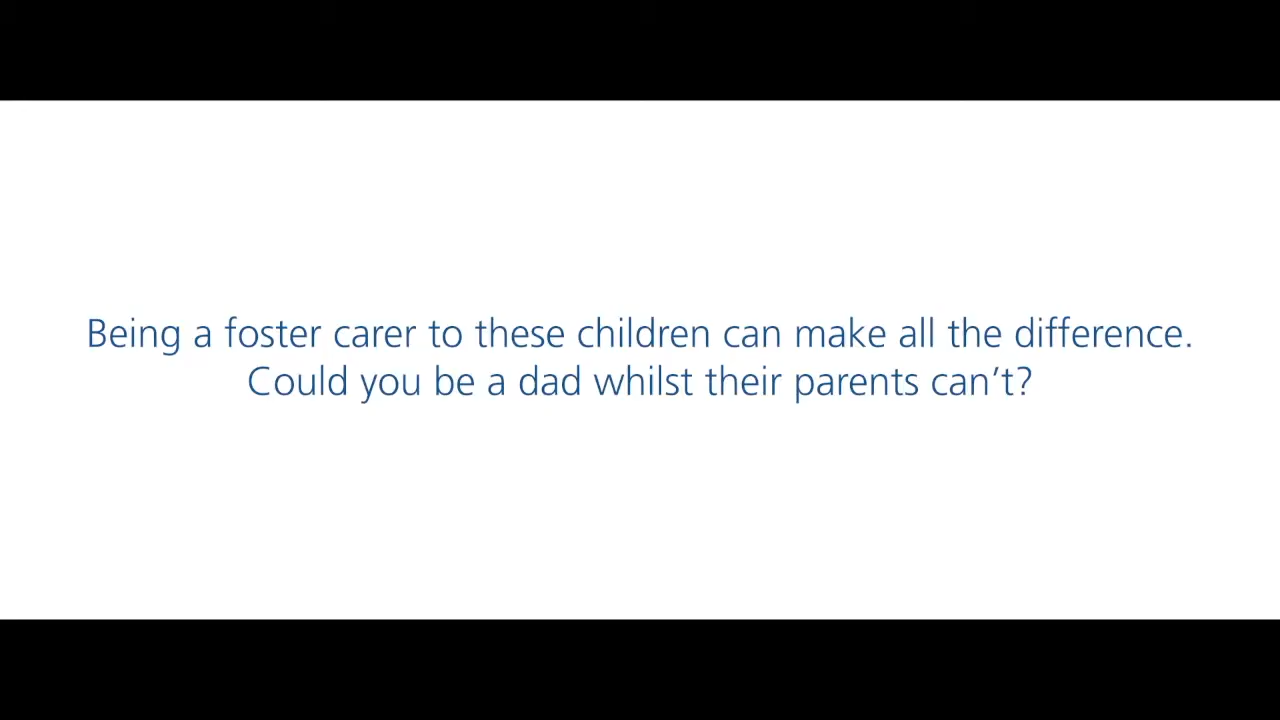 Being a foster carer to these children can make all the difference.
Could you be a dad whilst their parents can’t?